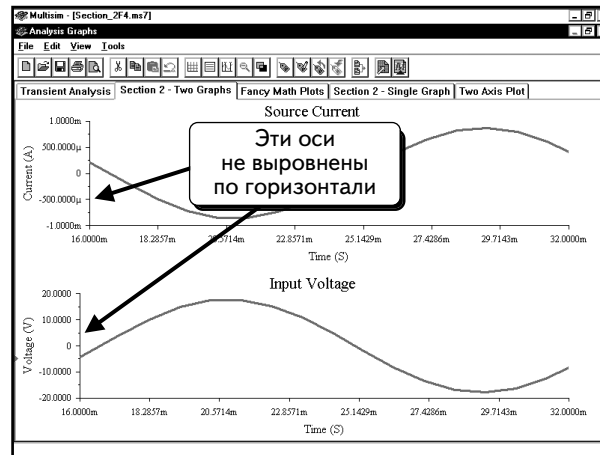 Multisim - [Section_2F4.ms7]
Analysis Graphs
File Edit View Tools
Transient Analysis Section 2 - Two Graphs Fancy Math Plots Section 2 - Single Graph Two Axis Plot
Source Current
Эти оси
не выровнены
по горизонтали
Current (A)
1.0000m
500.0000µ
0
-500.0000µ
-1.0000m
16.0000m 18.2857m 20.5714m 22.8571m 25.1429m 27.4286m 29.7143m 32.0000m
Time (S)
Input Voltage
Voltage (V)
20.0000
10.0000
0
-10.0000
-20.0000
16.0000m 18.2857m 20.5714m 22.8571m 25.1429m 27.4286m 29.7143m 32.0000m
Time (S)